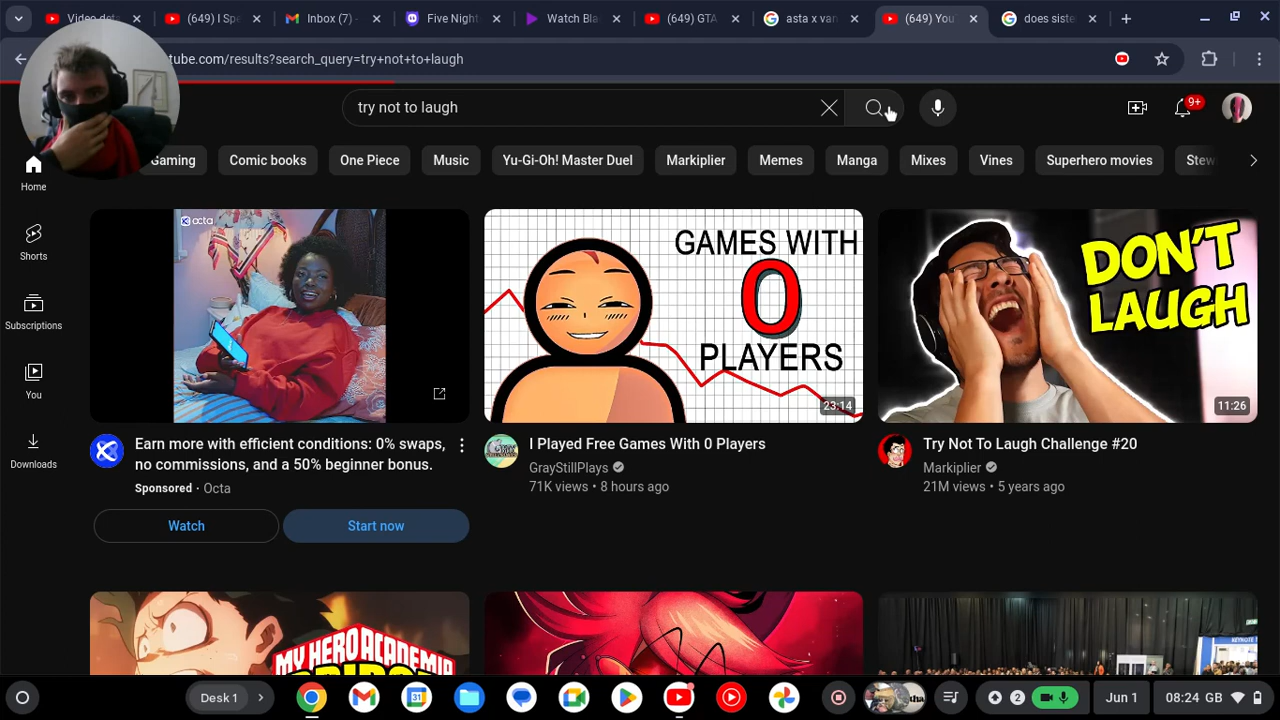 Video det
(649) I Spe
Inbox (7) -
Five Night
Watch Bla
(649) GTA
asta x vari
(649) You
does siste
tube.com/results?search_query=try+not+to+laugh
try not to laugh
9+
Gaming
Comic books
One Piece
Music
Yu-Gi-Oh! Master Duel
Markiplier
Memes
Manga
Mixes
Vines
Superhero movies
Stew
Home
Shorts
Subscriptions
You
Downloads
octa
GAMES WITH
0
PLAYERS
23:14
DON'T
LAUGH
11:26
Earn more with efficient conditions: 0% swaps,
no commissions, and a 50% beginner bonus.
Sponsored · Octa
Watch
Start now
I Played Free Games With 0 Players
GrayStillPlays
71K views • 8 hours ago
Try Not To Laugh Challenge #20
Markiplier
21M views • 5 years ago
MY HERO ACADEMIA
Desk 1
31
2
Jun 1
08:24 GB